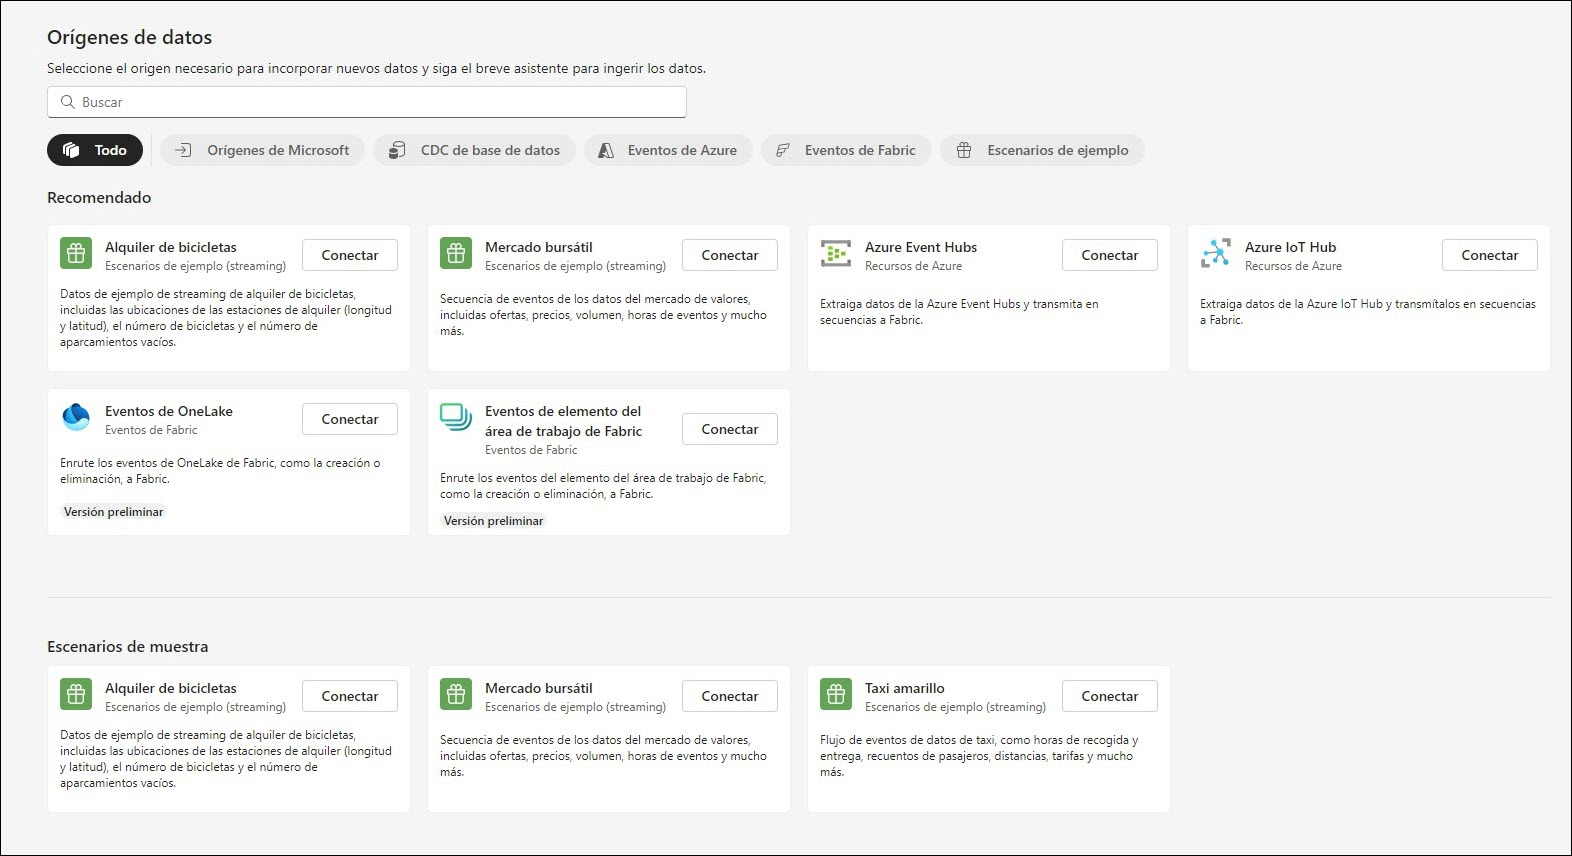 Orígenes de datos
Seleccione el origen necesario para incorporar nuevos datos y siga el breve asistente para ingerir los datos.
Buscar
Todo
Orígenes de Microsoft
CDC de base de datos
Eventos de Azure
Eventos de Fabric
Escenarios de ejemplo
Recomendado
Alquiler de bicicletas
Escenarios de ejemplo (streaming)
Conectar
Datos de ejemplo de streaming de alquiler de bicicletas,
incluidas las ubicaciones de las estaciones de alquiler (longitud
y latitud), el número de bicicletas y el número de
aparcamientos vacíos.
Mercado bursátil
Escenarios de ejemplo (streaming)
Conectar
Secuencia de eventos de los datos del mercado de valores,
incluidas ofertas, precios, volumen, horas de eventos y mucho
más.
Azure Event Hubs
Recursos de Azure
Conectar
Extraiga datos de la Azure Event Hubs y transmita en
secuencias a Fabric.
Azure IoT Hub
Recursos de Azure
Conectar
Extraiga datos de la Azure IoT Hub y transmítalos en secuencias
a Fabric.
Eventos de OneLake
Eventos de Fabric
Conectar
Enrute los eventos de OneLake de Fabric, como la creación o
eliminación, a Fabric.
Versión preliminar
Eventos de elemento del
área de trabajo de Fabric
Eventos de Fabric
Conectar
Enrute los eventos del elemento del área de trabajo de Fabric,
como la creación o eliminación, a Fabric.
Versión preliminar
Escenarios de muestra
Alquiler de bicicletas
Escenarios de ejemplo (streaming)
Conectar
Datos de ejemplo de streaming de alquiler de bicicletas,
incluidas las ubicaciones de las estaciones de alquiler (longitud
y latitud), el número de bicicletas y el número de
aparcamientos vacíos.
Mercado bursátil
Escenarios de ejemplo (streaming)
Conectar
Secuencia de eventos de los datos del mercado de valores,
incluidas ofertas, precios, volumen, horas de eventos y mucho
más.
Taxi amarillo
Escenarios de ejemplo (streaming)
Conectar
Flujo de eventos de datos de taxi, como horas de recogida y
entrega, recuentos de pasajeros, distancias, tarifas y mucho
más.